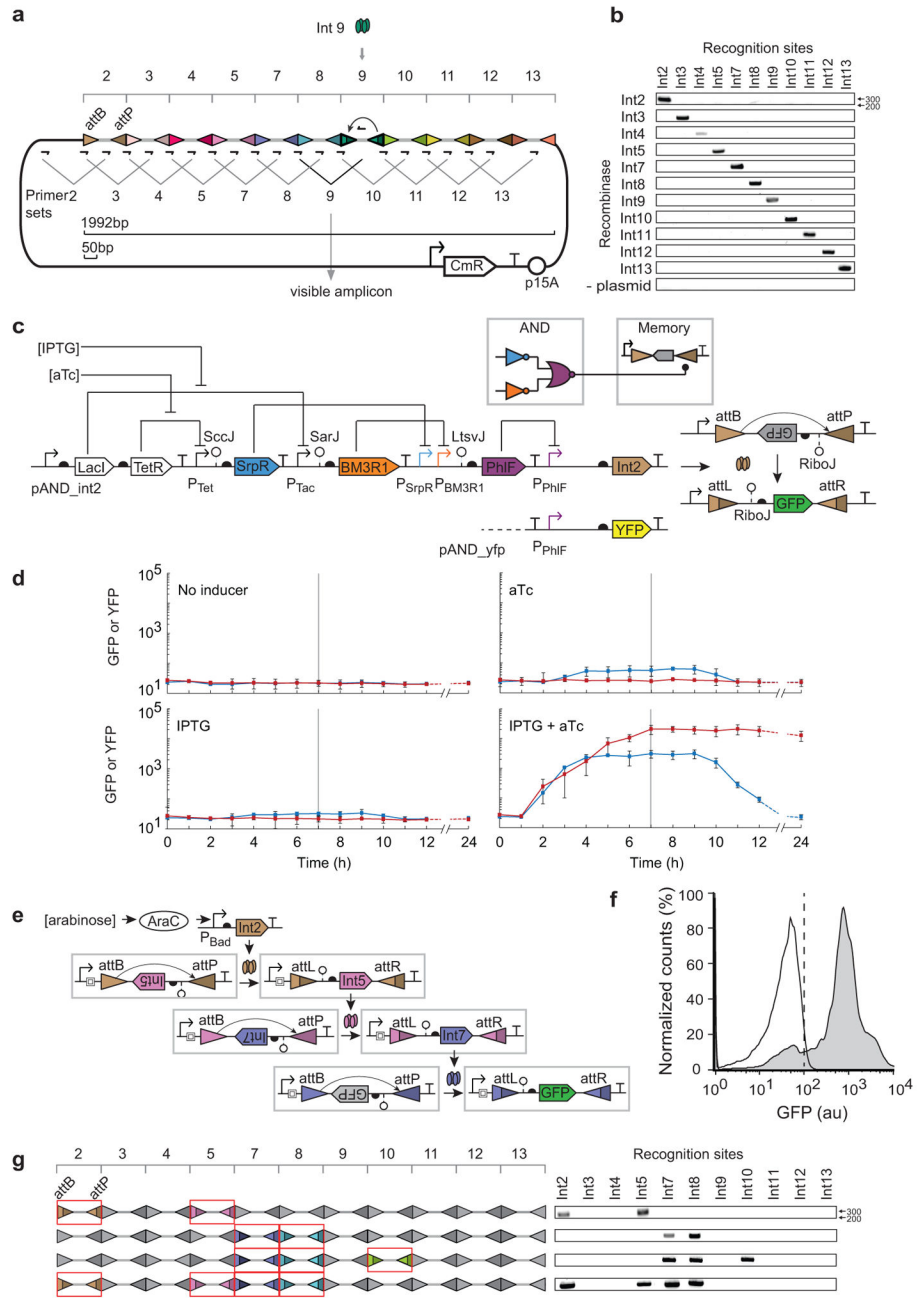 a
Int 9
2 3 4 5 7 8 9 10 11 12 13
attB attP
Primer sets 2 3 4 5 7 8 9 10 11 12 13
1992bp
50bp
CmR
p15A
visible amplicon
b
Recognition sites
Int2 Int3 Int4 Int5 Int7 Int8 Int9 Int10 Int11 Int12 Int13
Recombinase
Int2
300
200
Int3
Int4
Int5
Int7
Int8
Int9
Int10
Int11
Int12
Int13
- plasmid
c
AND Memory
[IPTG]
[aTc]
attB attP
GFP
RiboJ
SccJ SarJ LtsvJ
LacI TetR SrpR BM3R1 PhlF Int2
pAND_int2 PTet PTac PSrpR PBM3R1 PPhlF
attL attR
RiboJ GFP
YFP
pAND_yfp PPhlF
d
GFP or YFP
10^5
10^3
10^1
No inducer
aTc
GFP or YFP
10^5
10^3
10^1
IPTG
IPTG + aTc
0 2 4 6 8 10 12 24
0 2 4 6 8 10 12 24
Time (h) Time (h)
e
[arabinose] AraC Int2
PBad
attB attP attL attR
Int5 Int5
attB attP attL attR
Int7 Int7
attB attP attL attR
GFP GFP
f
Normalized counts (%)
100
80
60
40
20
0
10^0 10^1 10^2 10^3 10^4
GFP (au)
g
2 3 4 5 7 8 9 10 11 12 13
attB attP
Recognition sites
Int2 Int3 Int4 Int5 Int7 Int8 Int9 Int10 Int11 Int12 Int13
300
200